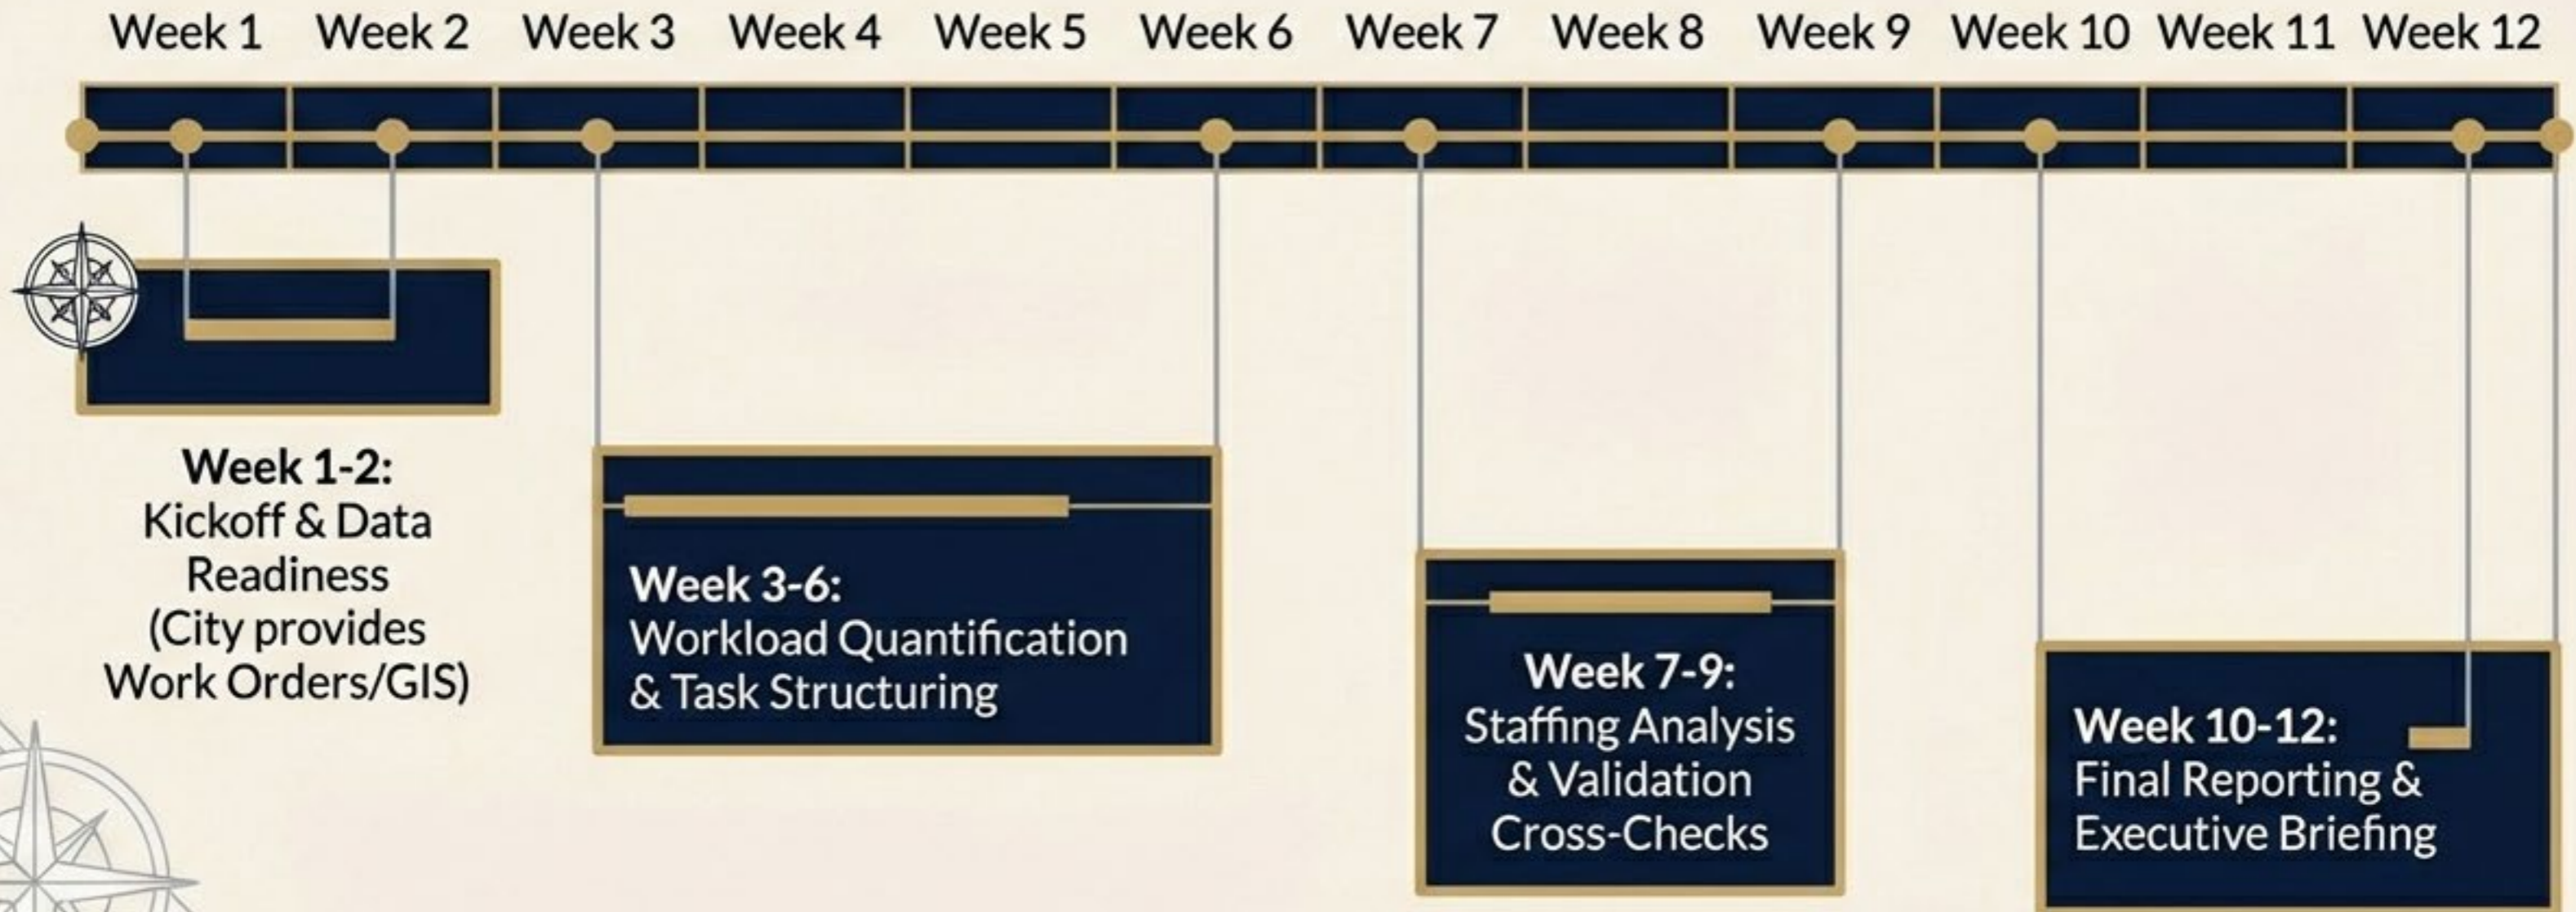 Week 1 Week 2 Week 3 Week 4 Week 5 Week 6 Week 7 Week 8 Week 9 Week 10 Week 11 Week 12
Week 1-2:
Kickoff & Data
Readiness
(City provides
Work Orders/GIS)
Week 3-6:
Workload Quantification
& Task Structuring
Week 7-9:
Staffing Analysis
& Validation
Cross-Checks
Week 10-12:
Final Reporting &
Executive Briefing